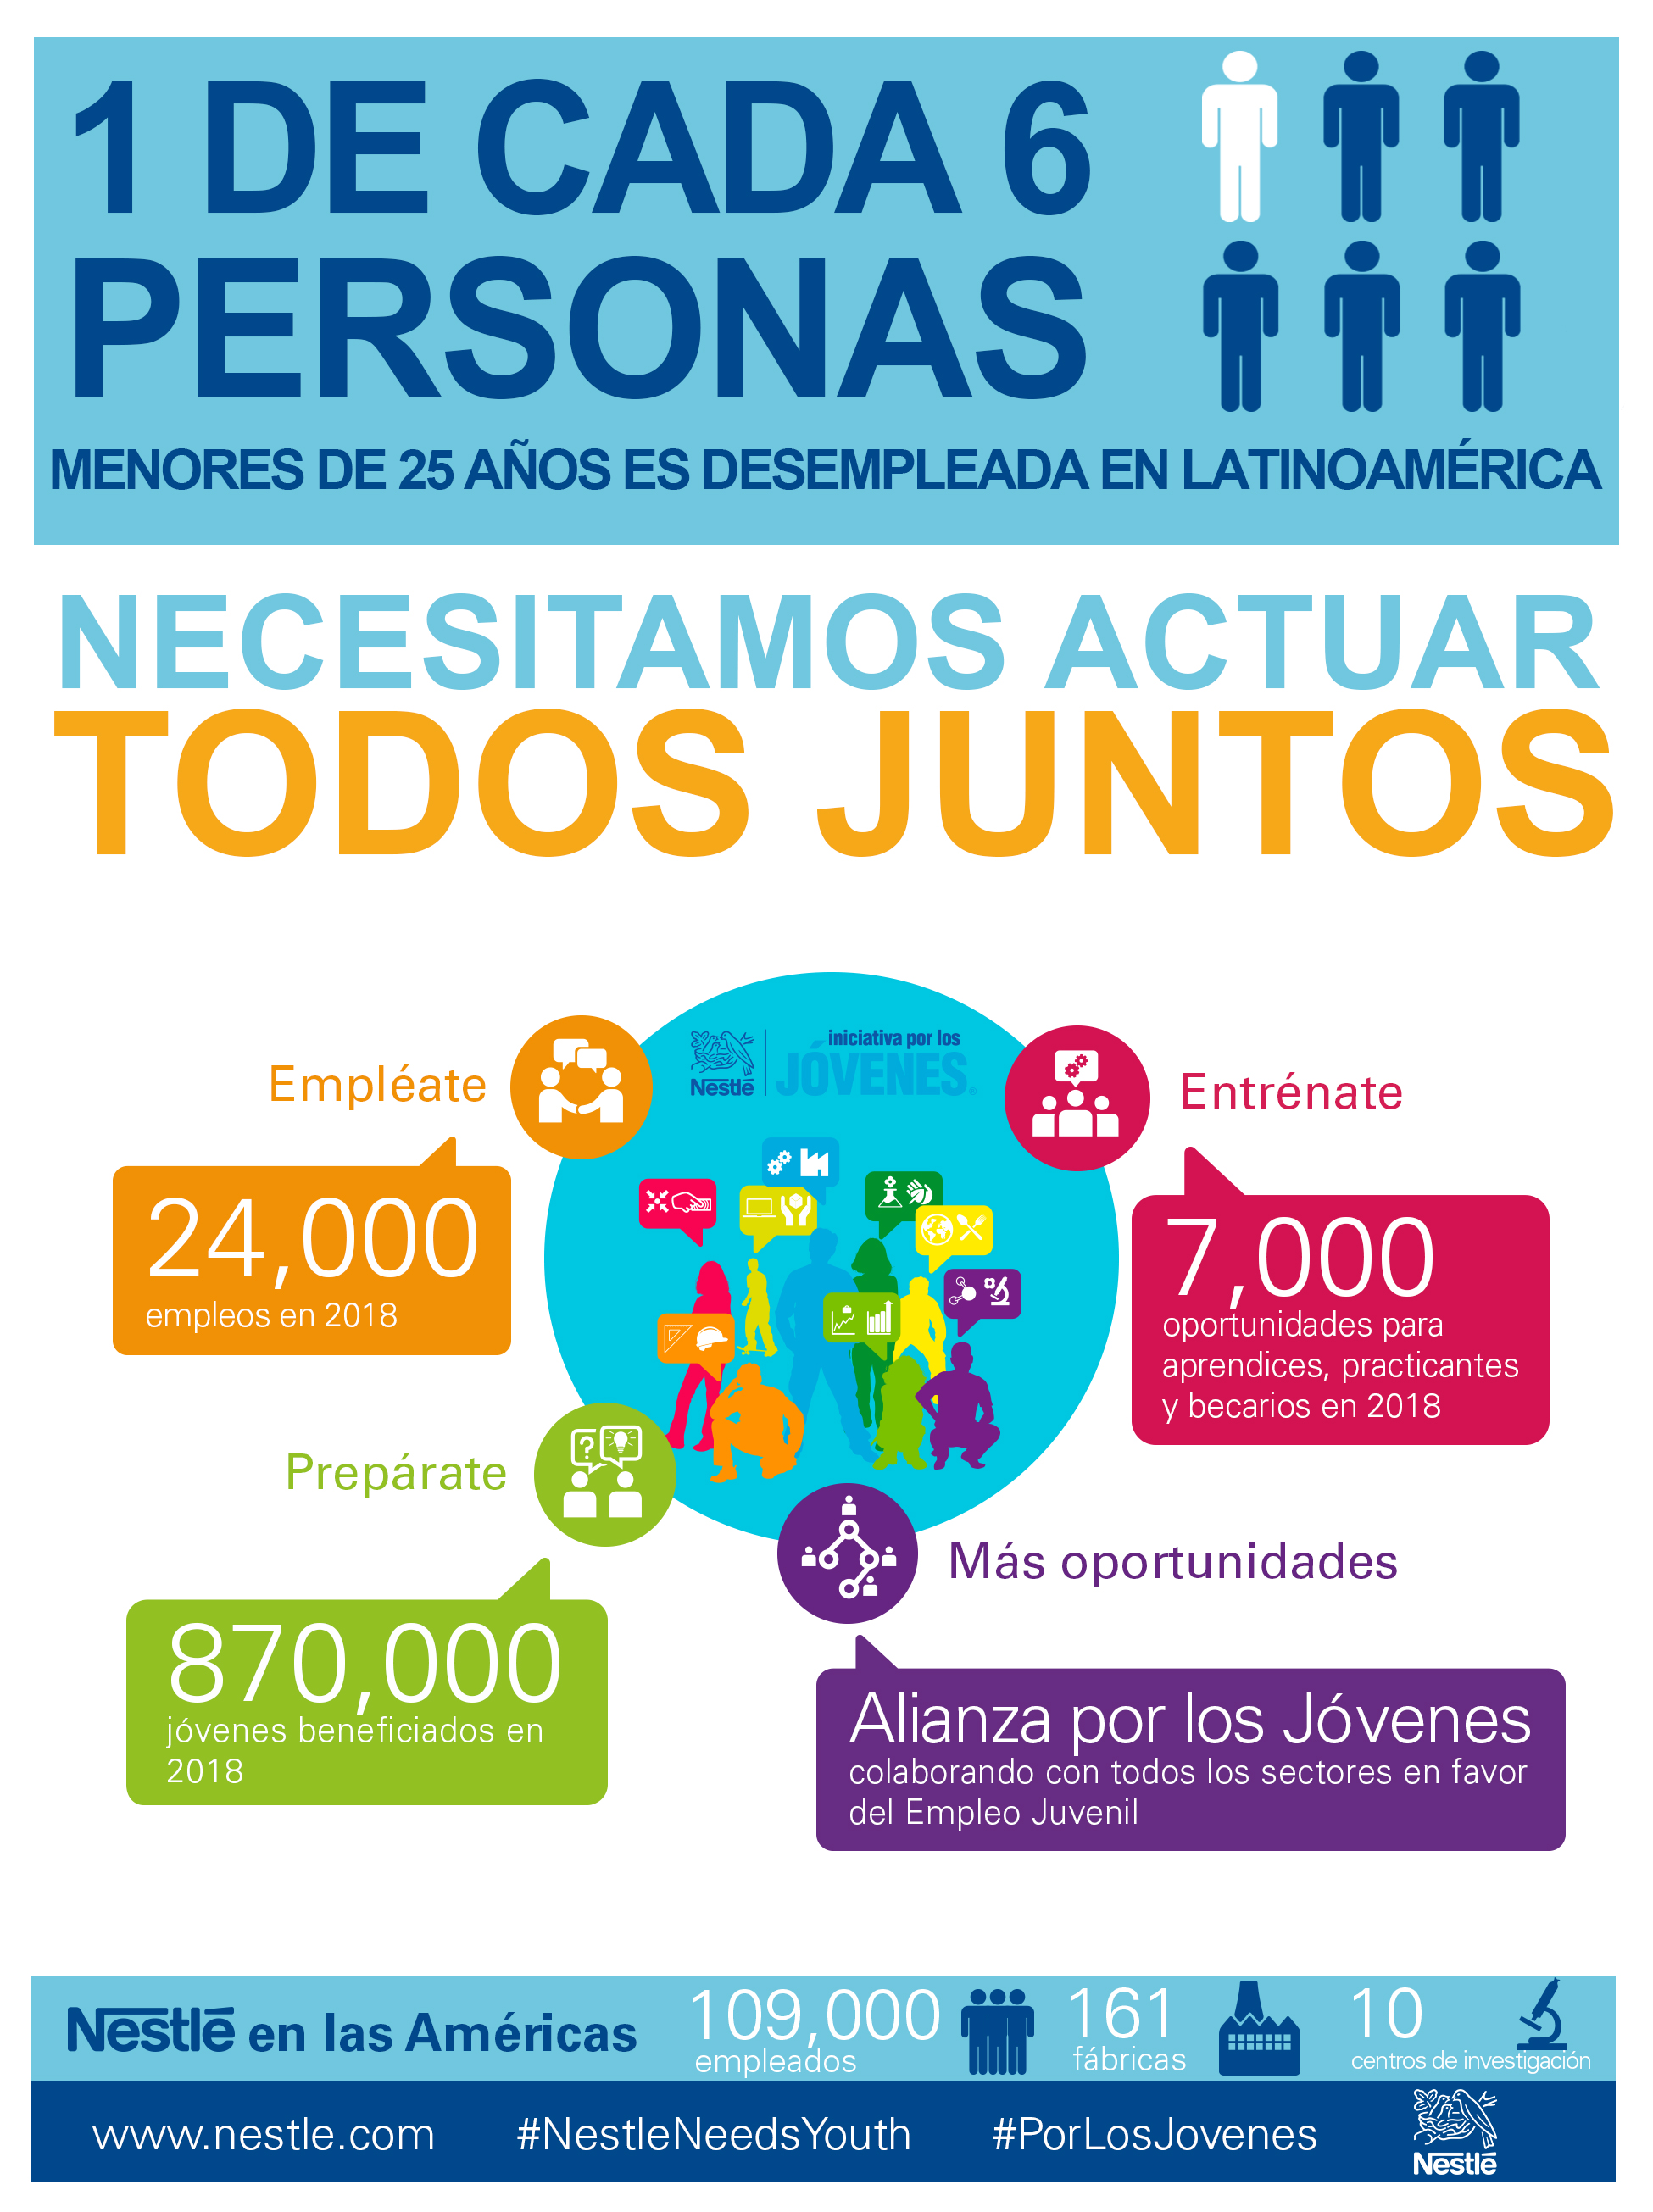 1 DE CADA 6
PERSONAS
MENORES DE 25 AÑOS ES DESEMPLEADA EN LATINOAMÉRICA
NECESITAMOS ACTUAR
TODOS JUNTOS
Nestlé
iniciativa por los
JÓVENES
Empléate
24,000
empleos en 2018
Entrénate
7,000
oportunidades para
aprendices, practicantes
y becarios en 2018
Prepárate
?
870,000
jóvenes beneficiados en
2018
Más oportunidades
Alianza por los Jóvenes
colaborando con todos los sectores en favor
del Empleo Juvenil
Nestlé en las Américas
109,000
empleados
161
fábricas
10
centros de investigación
www.nestle.com #NestleNeedsYouth #PorLosJovenes
Nestlé